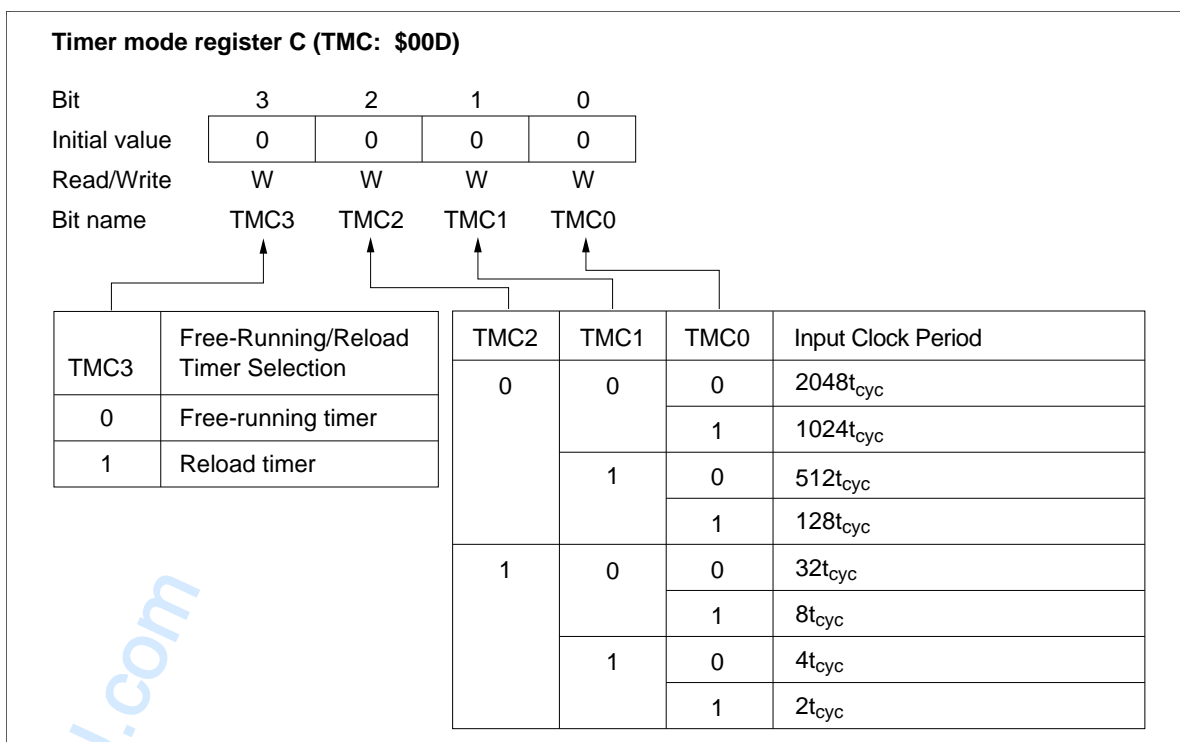 Timer mode register C (TMC: $00D)
Bit 3 2 1 0
Initial value 0 0 0 0
Read/Write W W W W
Bit name TMC3 TMC2 TMC1 TMC0
TMC3 Free-Running/Reload Timer Selection
0 Free-running timer
1 Reload timer
TMC2 TMC1 TMC0 Input Clock Period
0 0 0 2048tcyc
1 1024tcyc
1 0 512tcyc
1 128tcyc
1 0 0 32tcyc
1 8tcyc
1 0 4tcyc
1 2tcyc
.com